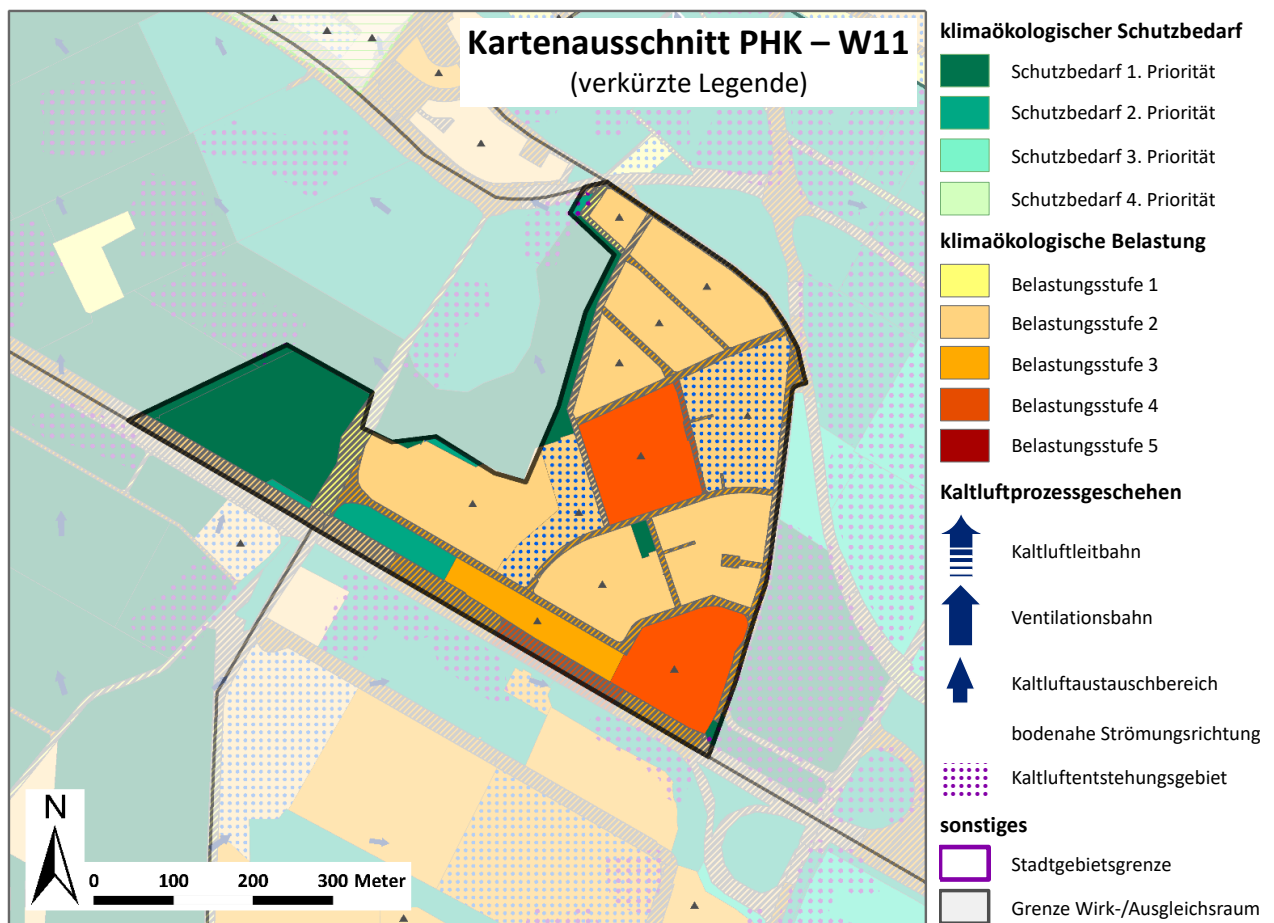 Kartenausschnitt PHK – W11
(verkürzte Legende)
N
0 100 200 300 Meter
klimaökologischer Schutzbedarf
Schutzbedarf 1. Priorität
Schutzbedarf 2. Priorität
Schutzbedarf 3. Priorität
Schutzbedarf 4. Priorität
klimaökologische Belastung
Belastungsstufe 1
Belastungsstufe 2
Belastungsstufe 3
Belastungsstufe 4
Belastungsstufe 5
Kaltluftprozessgeschehen
Kaltluftleitbahn
Ventilationsbahn
Kaltluftaustauschbereich
bodenahe Strömungsrichtung
Kaltluftentstehungsgebiet
sonstiges
Stadtgebietsgrenze
Grenze Wirk-/Ausgleichsraum